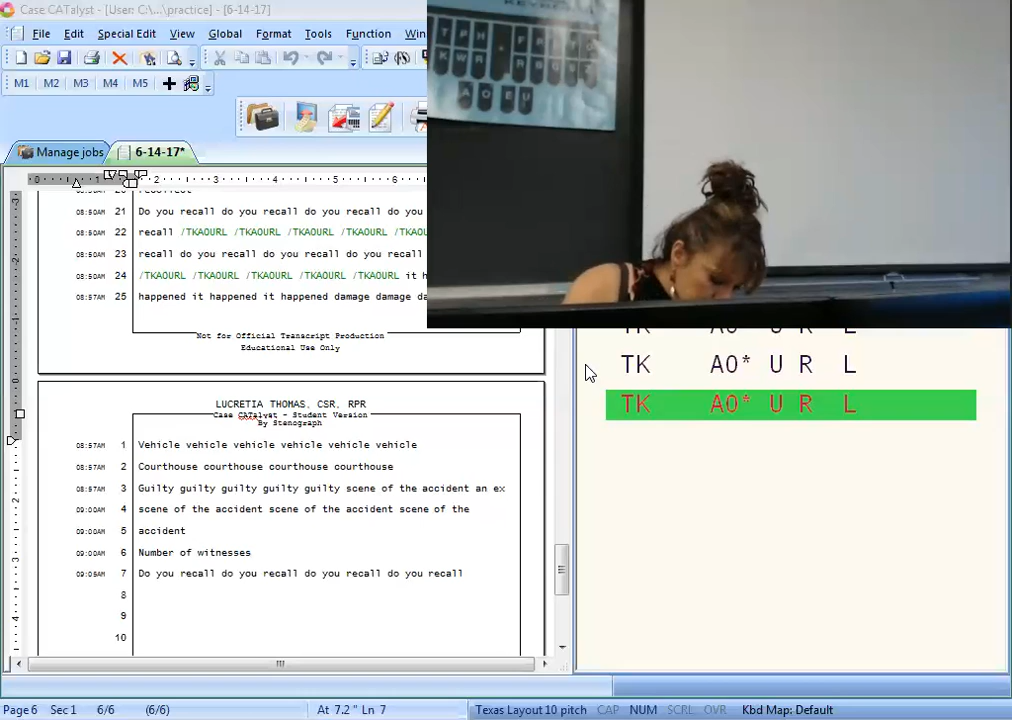 Case CATalyst - [User: C:\...\practice] - [6-14-17]
File Edit Special Edit View Global Format Tools Function Win
M1 M2 M3 M4 M5
Manage jobs 6-14-17*
08:50AM 21 Do you recall do you recall do you recall do you
08:50AM 22 recall /TKAOURL /TKAOURL /TKAOURL /TKAOU
08:50AM 23 recall do you recall do you recall do you recall
08:50AM 24 /TKAOURL /TKAOURL /TKAOURL /TKAOURL it h
08:57AM 25 happened it happened it happened damage damage da
Not for Official Transcript Production
Educational Use Only
LUCRETIA THOMAS, CSR, RPR
Case CATalyst - Student Version
By Stenograph
08:57AM 1 Vehicle vehicle vehicle vehicle vehicle vehicle
08:57AM 2 Courthouse courthouse courthouse courthouse
08:57AM 3 Guilty guilty guilty guilty guilty scene of the accident an ex
09:00AM 4 scene of the accident scene of the accident scene of the
09:00AM 5 accident
09:00AM 6 Number of witnesses
09:05AM 7 Do you recall do you recall do you recall do you recall
8
9
10
TK AO* U R L
TK AO* U R L
Page 6 Sec 1 6/6 (6/6) At 7.2" Ln 7 Texas Layout 10 pitch CAP NUM SCRL OVR Kbd Map: Default